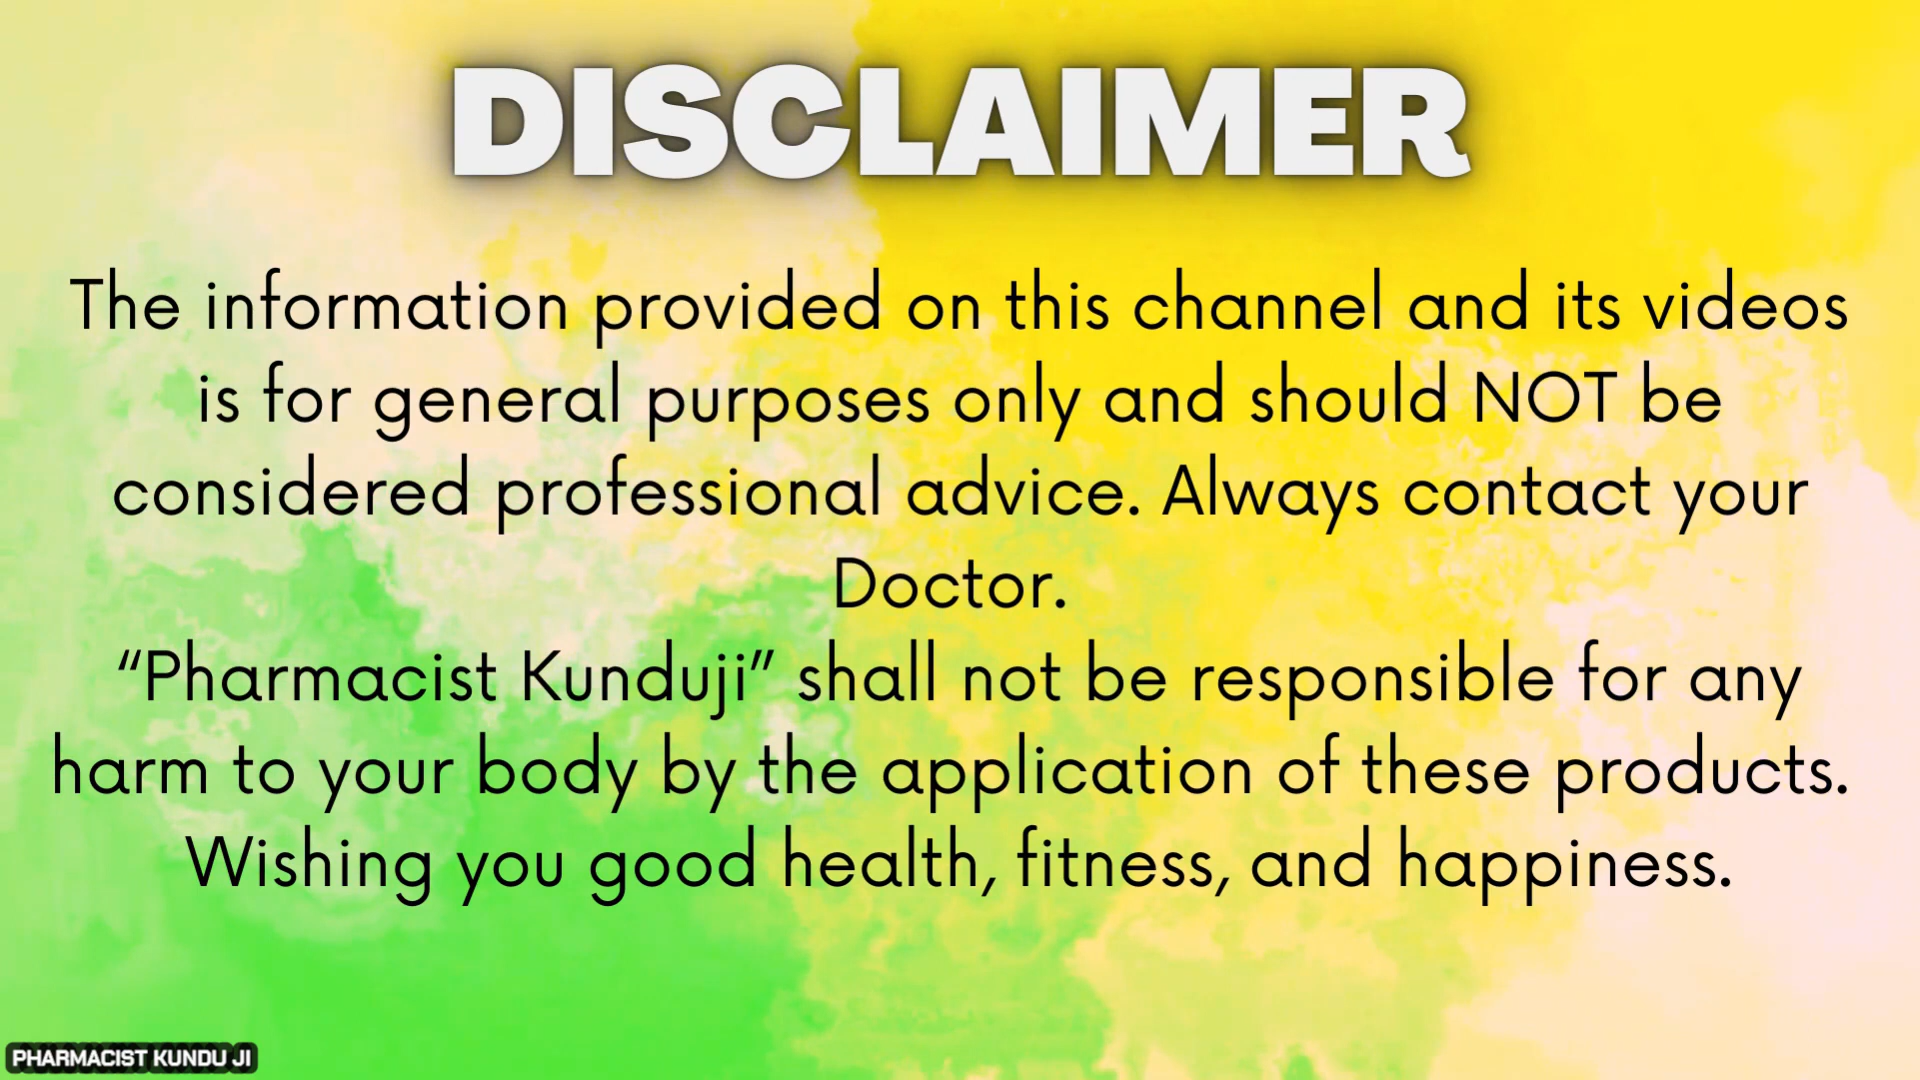 DISCLAIMER
The information provided on this channel and its videos
is for general purposes only and should NOT be
considered professional advice. Always contact your
Doctor.
“Pharmacist Kunduji” shall not be responsible for any
harm to your body by the application of these products.
Wishing you good health, fitness, and happiness.
PHARMACIST KUNDU JI